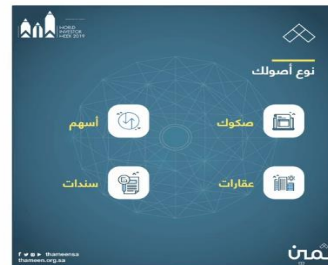 WORLD
INVESTOR
WEEK 2019
نوع أصولك
صكوك
أسهم
عقارات
سندات
thameensa
thameen.org.sa
ثمين